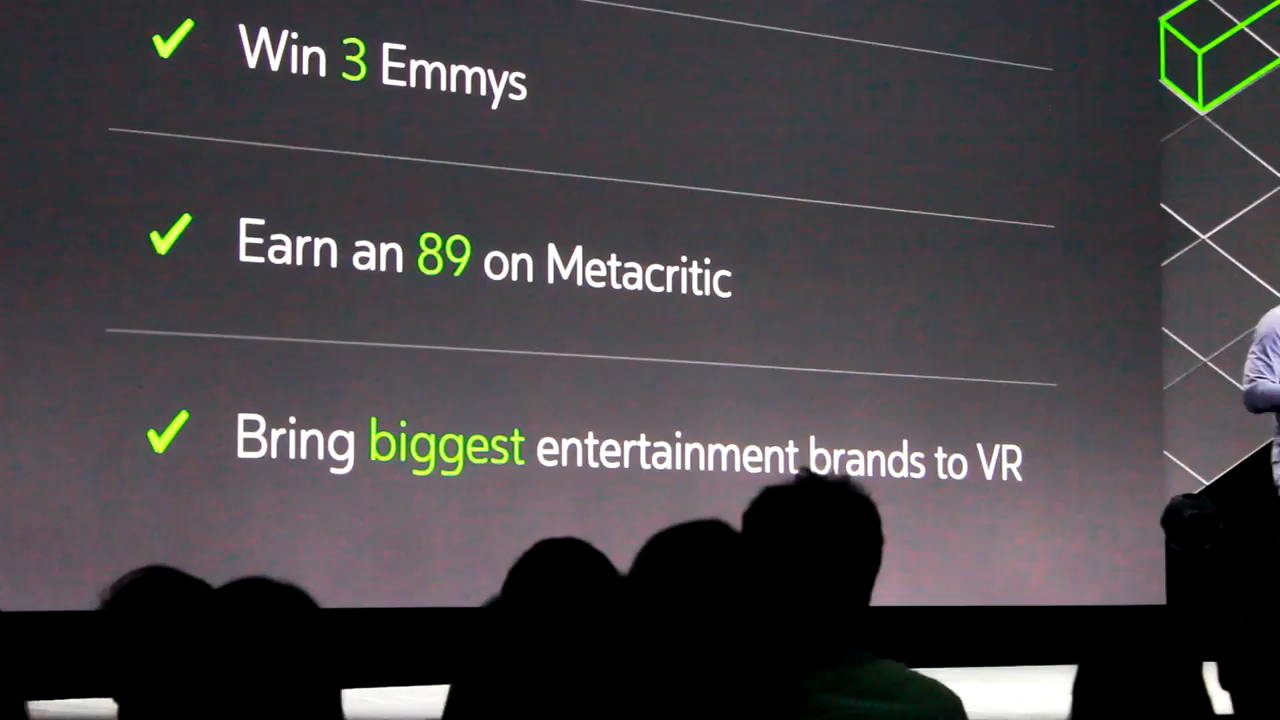 Win 3 Emmys
Earn an 89 on Metacritic
Bring biggest entertainment brands to VR